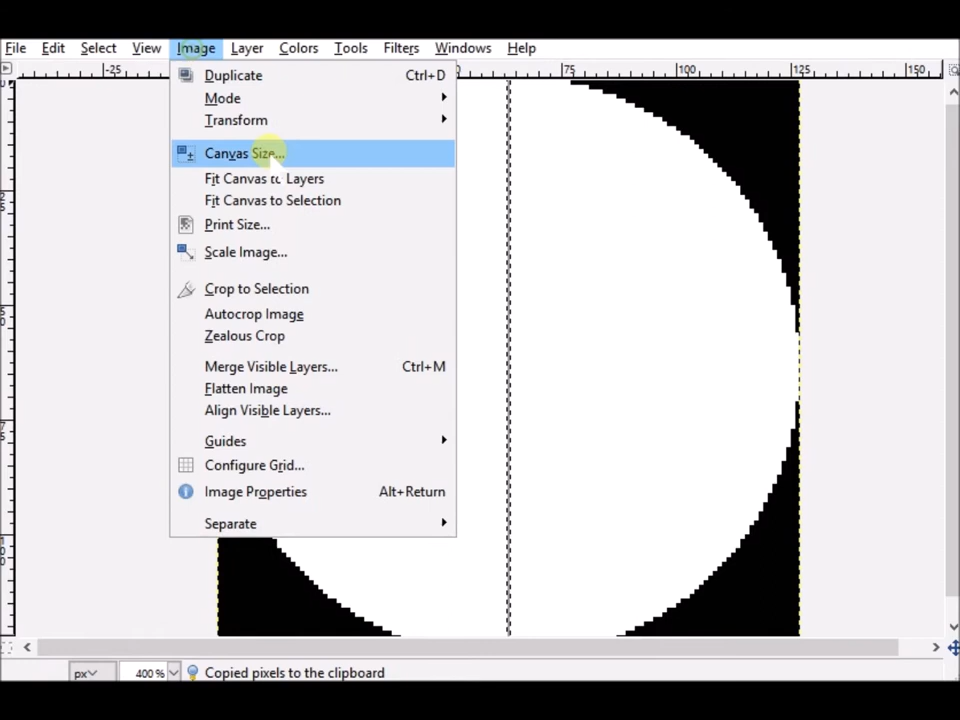 File Edit Select View Image Layer Colors Tools Filters Windows Help
-25 75 100 125 150
Duplicate Ctrl+D
Mode
Transform
Canvas Size...
Fit Canvas to Layers
Fit Canvas to Selection
Print Size...
Scale Image...
Crop to Selection
Autocrop Image
Zealous Crop
Merge Visible Layers... Ctrl+M
Flatten Image
Align Visible Layers...
Guides
Configure Grid...
Image Properties Alt+Return
Separate
px 400% Copied pixels to the clipboard